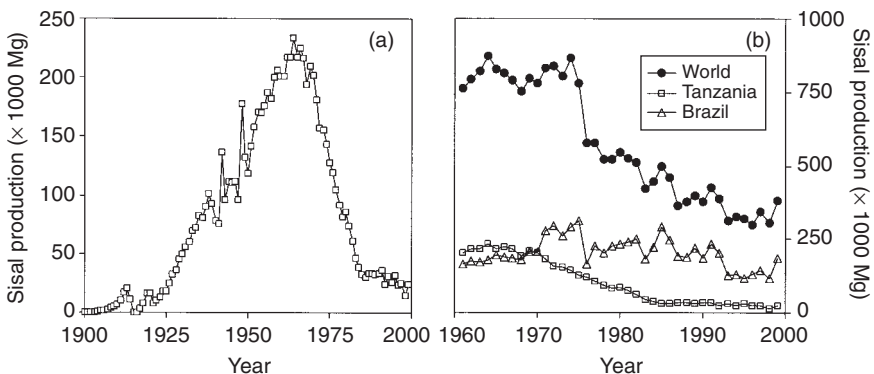 Sisal production (× 1000 Mg)
250
200
150
100
50
0
(a)
1900 1925 1950 1975 2000
Year
(b)
World
Tanzania
Brazil
1000
750
500
250
0
Sisal production (× 1000 Mg)
1960 1970 1980 1990 2000
Year